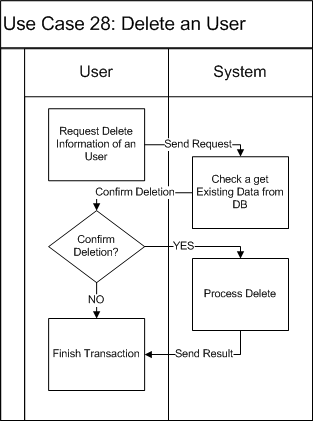 Use Case 28: Delete an User
User
System
Request Delete
Information of an
User
Send Request
Check a get
Existing Data from
DB
Confirm Deletion
Confirm
Deletion?
YES
Process Delete
NO
Finish Transaction
Send Result